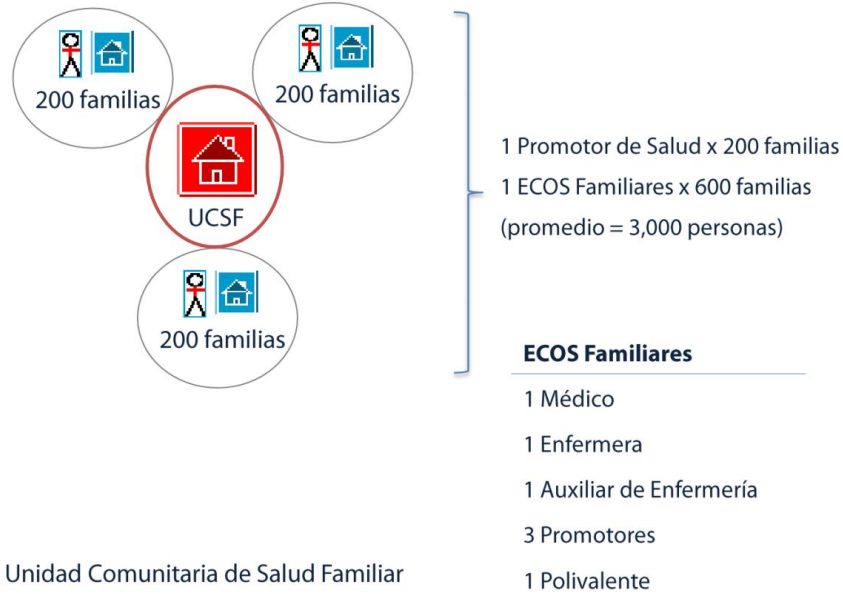 200 familias
200 familias
UCSF
200 familias
1 Promotor de Salud x 200 familias
1 ECOS Familiares x 600 familias
(promedio = 3,000 personas)
ECOS Familiares
1 Médico
1 Enfermera
1 Auxiliar de Enfermería
3 Promotores
1 Polivalente
Unidad Comunitaria de Salud Familiar